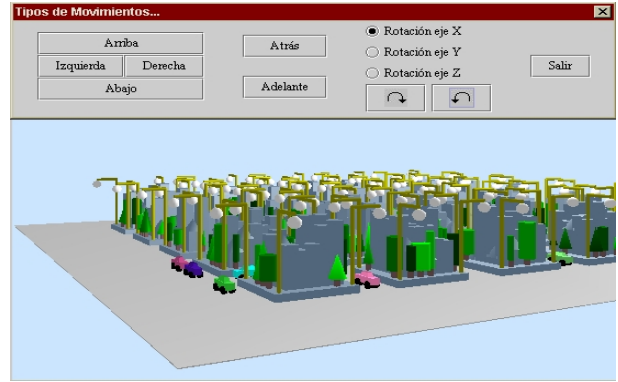 Tipos de Movimientos...
Arriba
Izquierda Derecha
Abajo
Atrás
Adelante
Rotación eje X
Rotación eje Y
Rotación eje Z
Salir